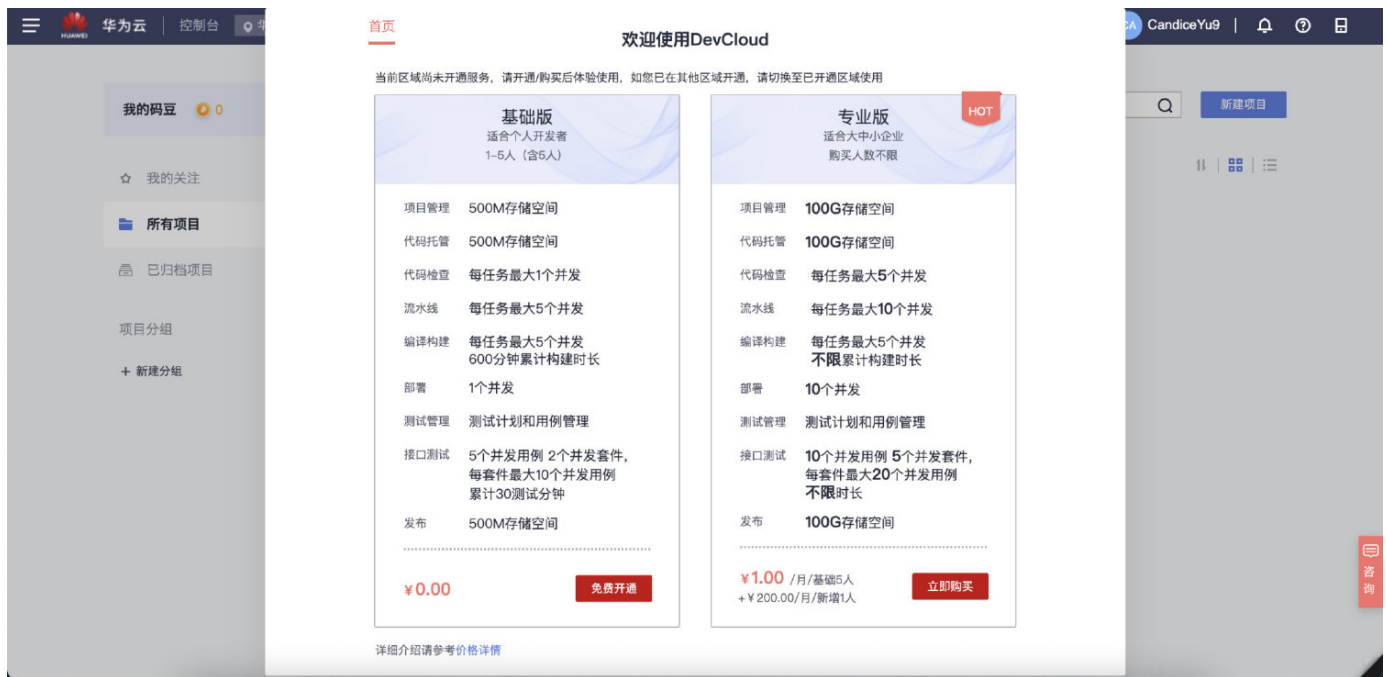 HUAWEI
华为云
控制台
CandiceYu9
我的码豆 0
我的关注
所有项目
已归档项目
项目分组
+ 新建分组
新建项目
首页
欢迎使用DevCloud
当前区域尚未开通服务，请开通/购买后体验使用，如您已在其他区域开通，请切换至已开通区域使用
基础版
适合个人开发者
1-5人（含5人）
项目管理 500M存储空间
代码托管 500M存储空间
代码检查 每任务最大1个并发
流水线 每任务最大5个并发
编译构建 每任务最大5个并发
600分钟累计构建时长
部署 1个并发
测试管理 测试计划和用例管理
接口测试 5个并发用例 2个并发套件，
每套件最大10个并发用例
累计30测试分钟
发布 500M存储空间
¥0.00
免费开通
专业版
HOT
适合大中小企业
购买人数不限
项目管理 100G存储空间
代码托管 100G存储空间
代码检查 每任务最大5个并发
流水线 每任务最大10个并发
编译构建 每任务最大5个并发
不限累计构建时长
部署 10个并发
测试管理 测试计划和用例管理
接口测试 10个并发用例 5个并发套件，
每套件最大20个并发用例
不限时长
发布 100G存储空间
¥1.00 /月/基础5人
+¥200.00/月/新增1人
立即购买
详细介绍请参考价格详情
咨询